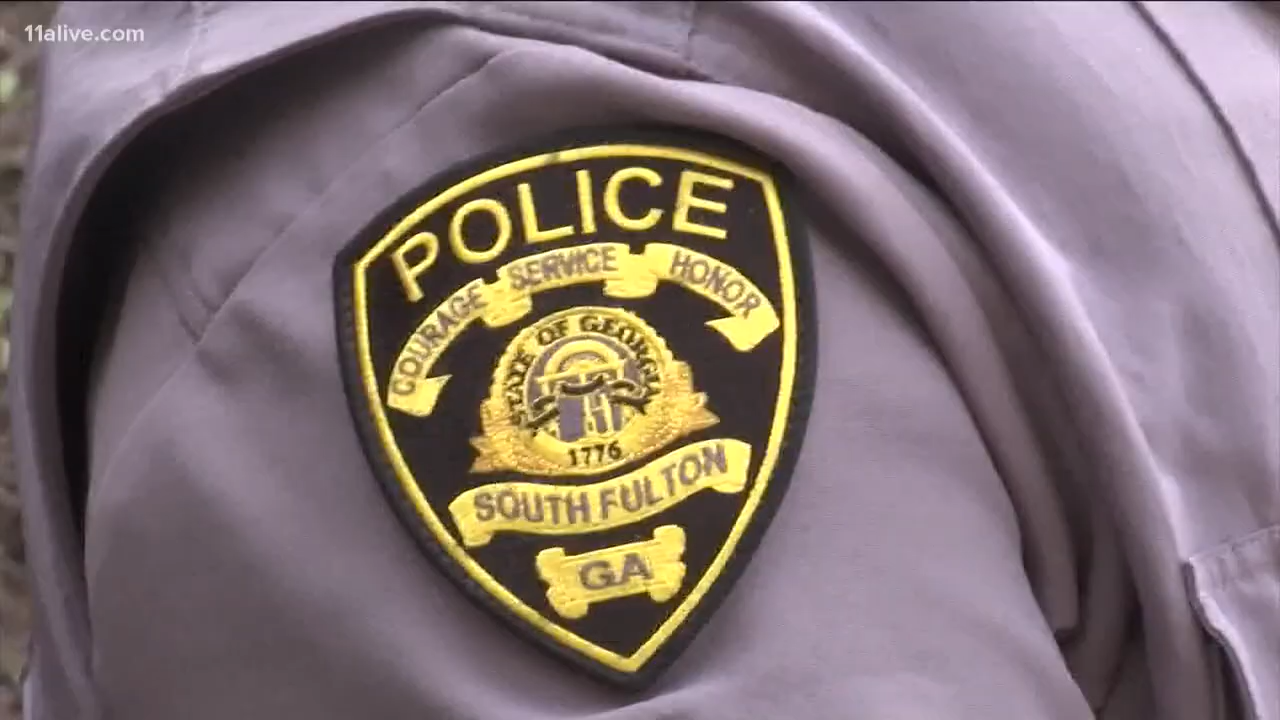 11alive.com
POLICE
COURAGE SERVICE HONOR
STATE OF GEORGIA
1776
SOUTH FULTON
GA